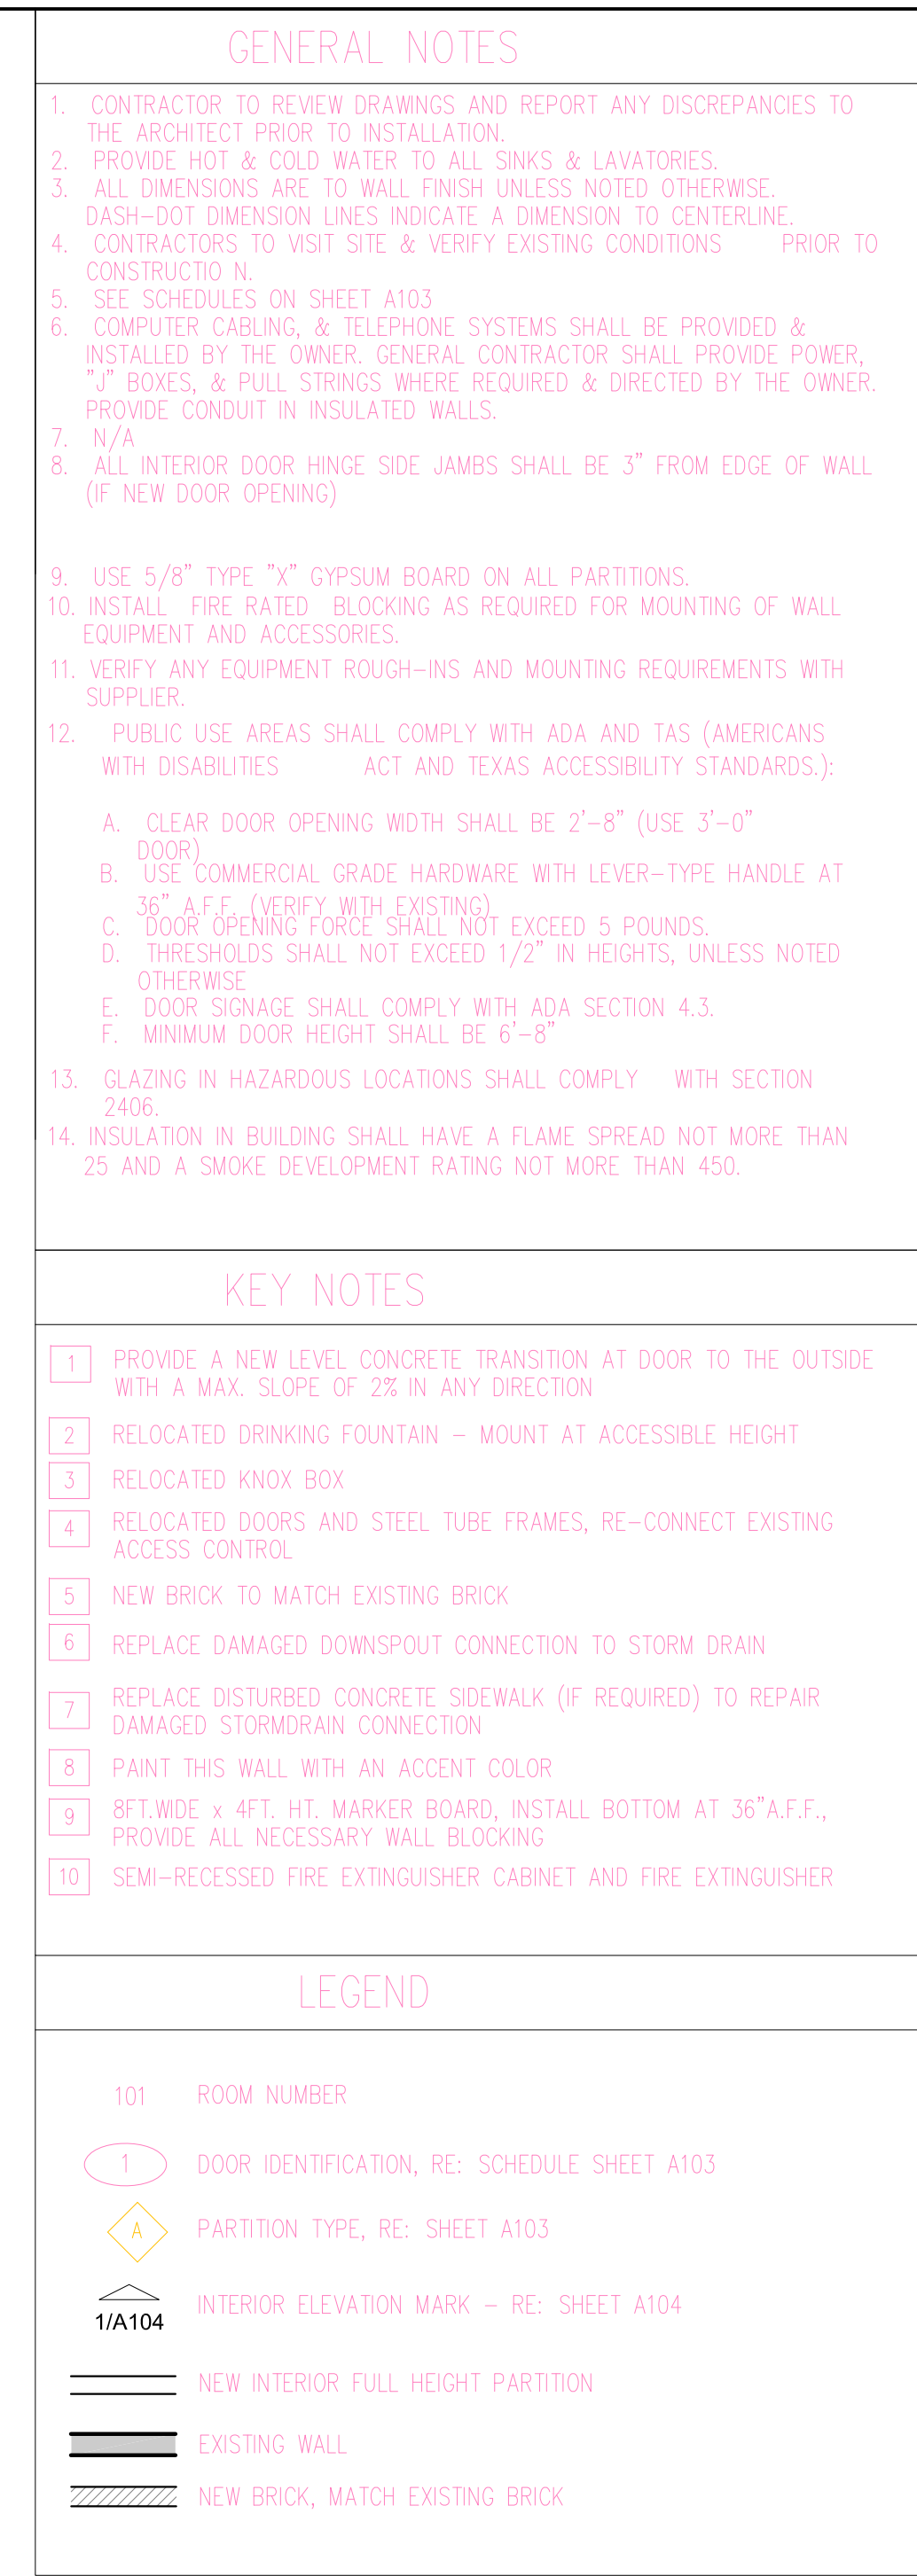 GENERAL NOTES
1. CONTRACTOR TO REVIEW DRAWINGS AND REPORT ANY DISCREPANCIES TO
THE ARCHITECT PRIOR TO INSTALLATION.
2. PROVIDE HOT & COLD WATER TO ALL SINKS & LAVATORIES.
3. ALL DIMENSIONS ARE TO WALL FINISH UNLESS NOTED OTHERWISE.
DASH-DOT DIMENSION LINES INDICATE A DIMENSION TO CENTERLINE.
4. CONTRACTORS TO VISIT SITE & VERIFY EXISTING CONDITIONS PRIOR TO
CONSTRUCTIO N.
5. SEE SCHEDULES ON SHEET A103
6. COMPUTER CABLING, & TELEPHONE SYSTEMS SHALL BE PROVIDED &
INSTALLED BY THE OWNER. GENERAL CONTRACTOR SHALL PROVIDE POWER,
"J" BOXES, & PULL STRINGS WHERE REQUIRED & DIRECTED BY THE OWNER.
PROVIDE CONDUIT IN INSULATED WALLS.
7. N/A
8. ALL INTERIOR DOOR HINGE SIDE JAMBS SHALL BE 3" FROM EDGE OF WALL
(IF NEW DOOR OPENING)
9. USE 5/8" TYPE "X" GYPSUM BOARD ON ALL PARTITIONS.
10. INSTALL FIRE RATED BLOCKING AS REQUIRED FOR MOUNTING OF WALL
EQUIPMENT AND ACCESSORIES.
11. VERIFY ANY EQUIPMENT ROUGH-INS AND MOUNTING REQUIREMENTS WITH
SUPPLIER.
12. PUBLIC USE AREAS SHALL COMPLY WITH ADA AND TAS (AMERICANS
WITH DISABILITIES ACT AND TEXAS ACCESSIBILITY STANDARDS.):
A. CLEAR DOOR OPENING WIDTH SHALL BE 2'-8" (USE 3'-0"
DOOR)
B. USE COMMERCIAL GRADE HARDWARE WITH LEVER-TYPE HANDLE AT
36" A.F.F. (VERIFY WITH EXISTING)
C. DOOR OPENING FORCE SHALL NOT EXCEED 5 POUNDS.
D. THRESHOLDS SHALL NOT EXCEED 1/2" IN HEIGHTS, UNLESS NOTED
OTHERWISE
E. DOOR SIGNAGE SHALL COMPLY WITH ADA SECTION 4.3.
F. MINIMUM DOOR HEIGHT SHALL BE 6'-8"
13. GLAZING IN HAZARDOUS LOCATIONS SHALL COMPLY WITH SECTION
2406.
14. INSULATION IN BUILDING SHALL HAVE A FLAME SPREAD NOT MORE THAN
25 AND A SMOKE DEVELOPMENT RATING NOT MORE THAN 450.
KEY NOTES
1 PROVIDE A NEW LEVEL CONCRETE TRANSITION AT DOOR TO THE OUTSIDE
WITH A MAX. SLOPE OF 2% IN ANY DIRECTION
2 RELOCATED DRINKING FOUNTAIN - MOUNT AT ACCESSIBLE HEIGHT
3 RELOCATED KNOX BOX
4 RELOCATED DOORS AND STEEL TUBE FRAMES, RE-CONNECT EXISTING
ACCESS CONTROL
5 NEW BRICK TO MATCH EXISTING BRICK
6 REPLACE DAMAGED DOWNSPOUT CONNECTION TO STORM DRAIN
7 REPLACE DISTURBED CONCRETE SIDEWALK (IF REQUIRED) TO REPAIR
DAMAGED STORMDRAIN CONNECTION
8 PAINT THIS WALL WITH AN ACCENT COLOR
9 8FT.WIDE x 4FT. HT. MARKER BOARD, INSTALL BOTTOM AT 36"A.F.F.,
PROVIDE ALL NECESSARY WALL BLOCKING
10 SEMI-RECESSED FIRE EXTINGUISHER CABINET AND FIRE EXTINGUISHER
LEGEND
101 ROOM NUMBER
1 DOOR IDENTIFICATION, RE: SCHEDULE SHEET A103
A PARTITION TYPE, RE: SHEET A103
1/A104 INTERIOR ELEVATION MARK - RE: SHEET A104
NEW INTERIOR FULL HEIGHT PARTITION
EXISTING WALL
NEW BRICK, MATCH EXISTING BRICK